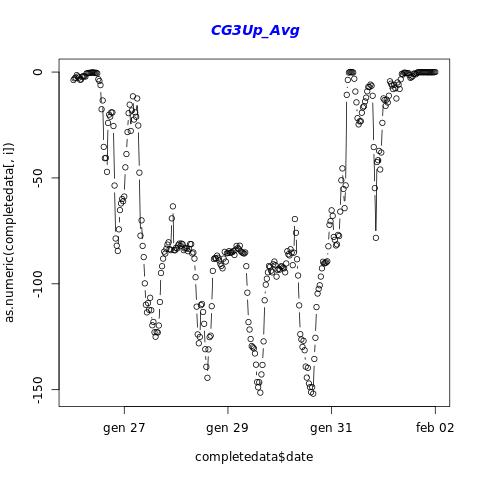 CG3Up_Avg
as.numeric(completedata[, i])
0
-50
-100
-150
gen 27
gen 29
gen 31
feb 02
completedata$date